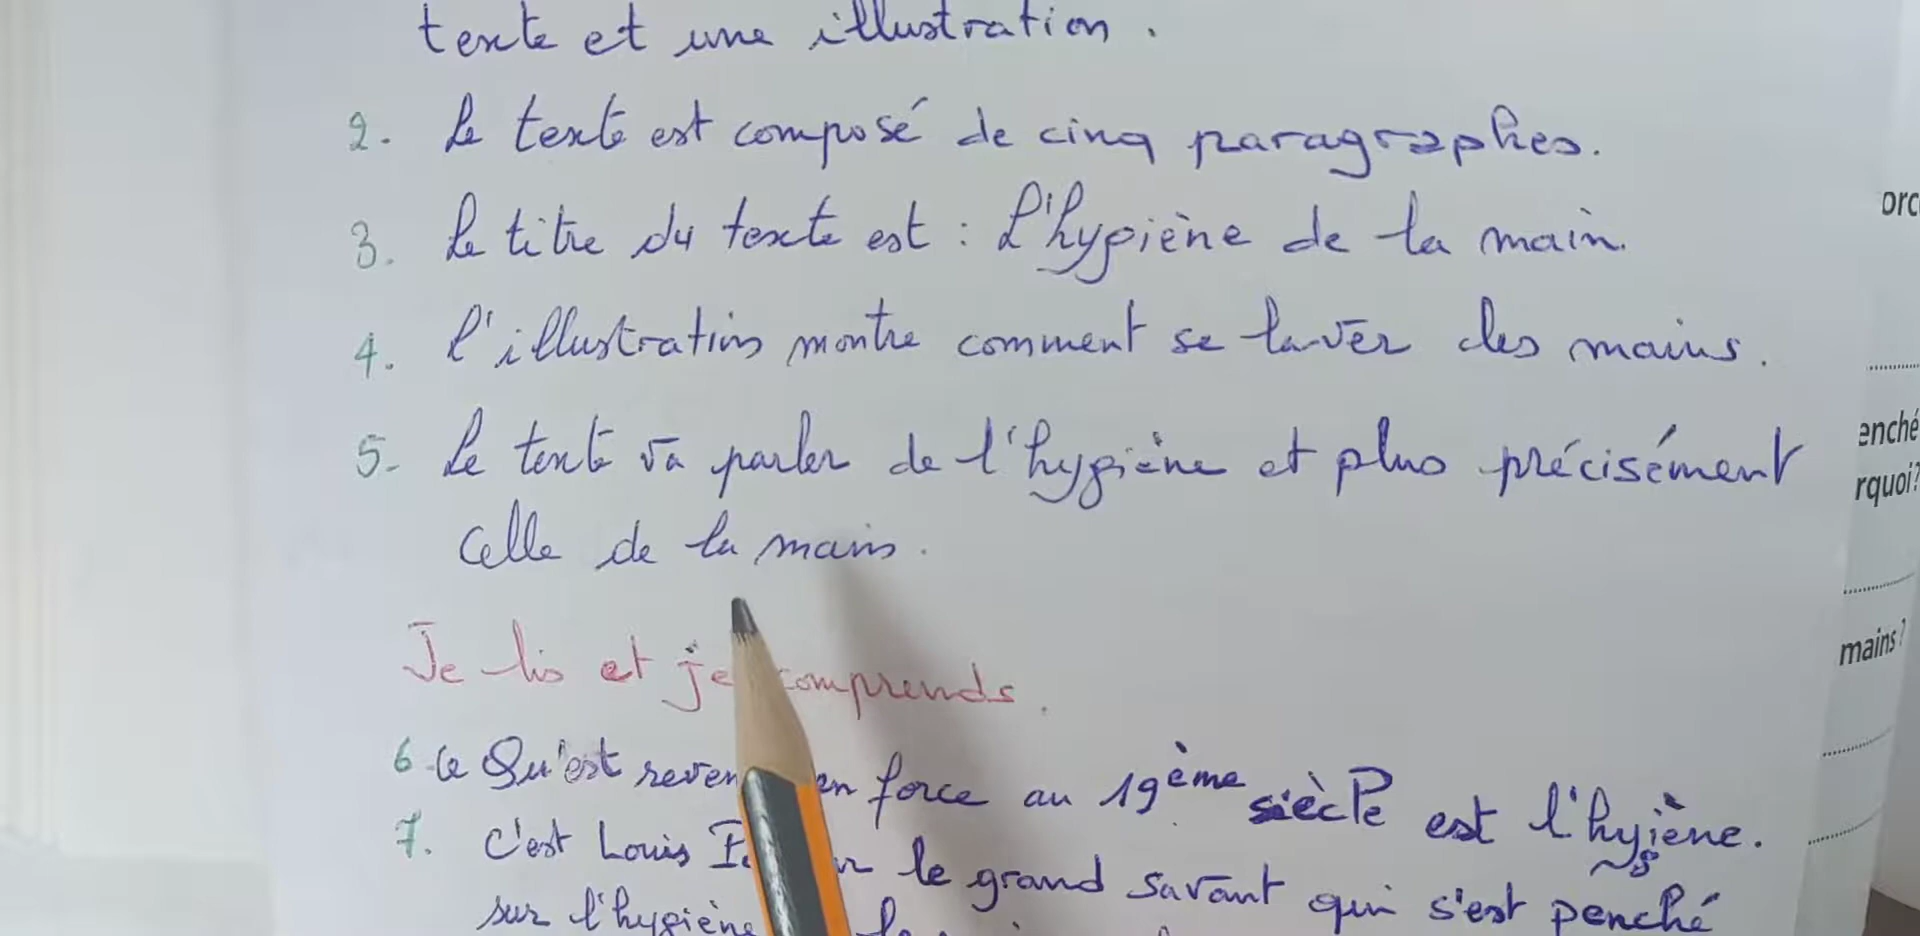 texte et une illustration.
2. Le texte est composé de cinq paragraphes.
3. Le titre du texte est : L'hygiène de la main.
4. l'illustration montre comment se laver les mains.
5- Le texte va parler de l'hygiène et plus précisément
celle de la main.
Je lis et je comprends.
6- Ce Qu'est en force au 19ème siècle est l'hygiène.
7. C'est Louis le grand savant qui s'est penché
sur l'hygiène
orc
enché
rquoi?
mains?